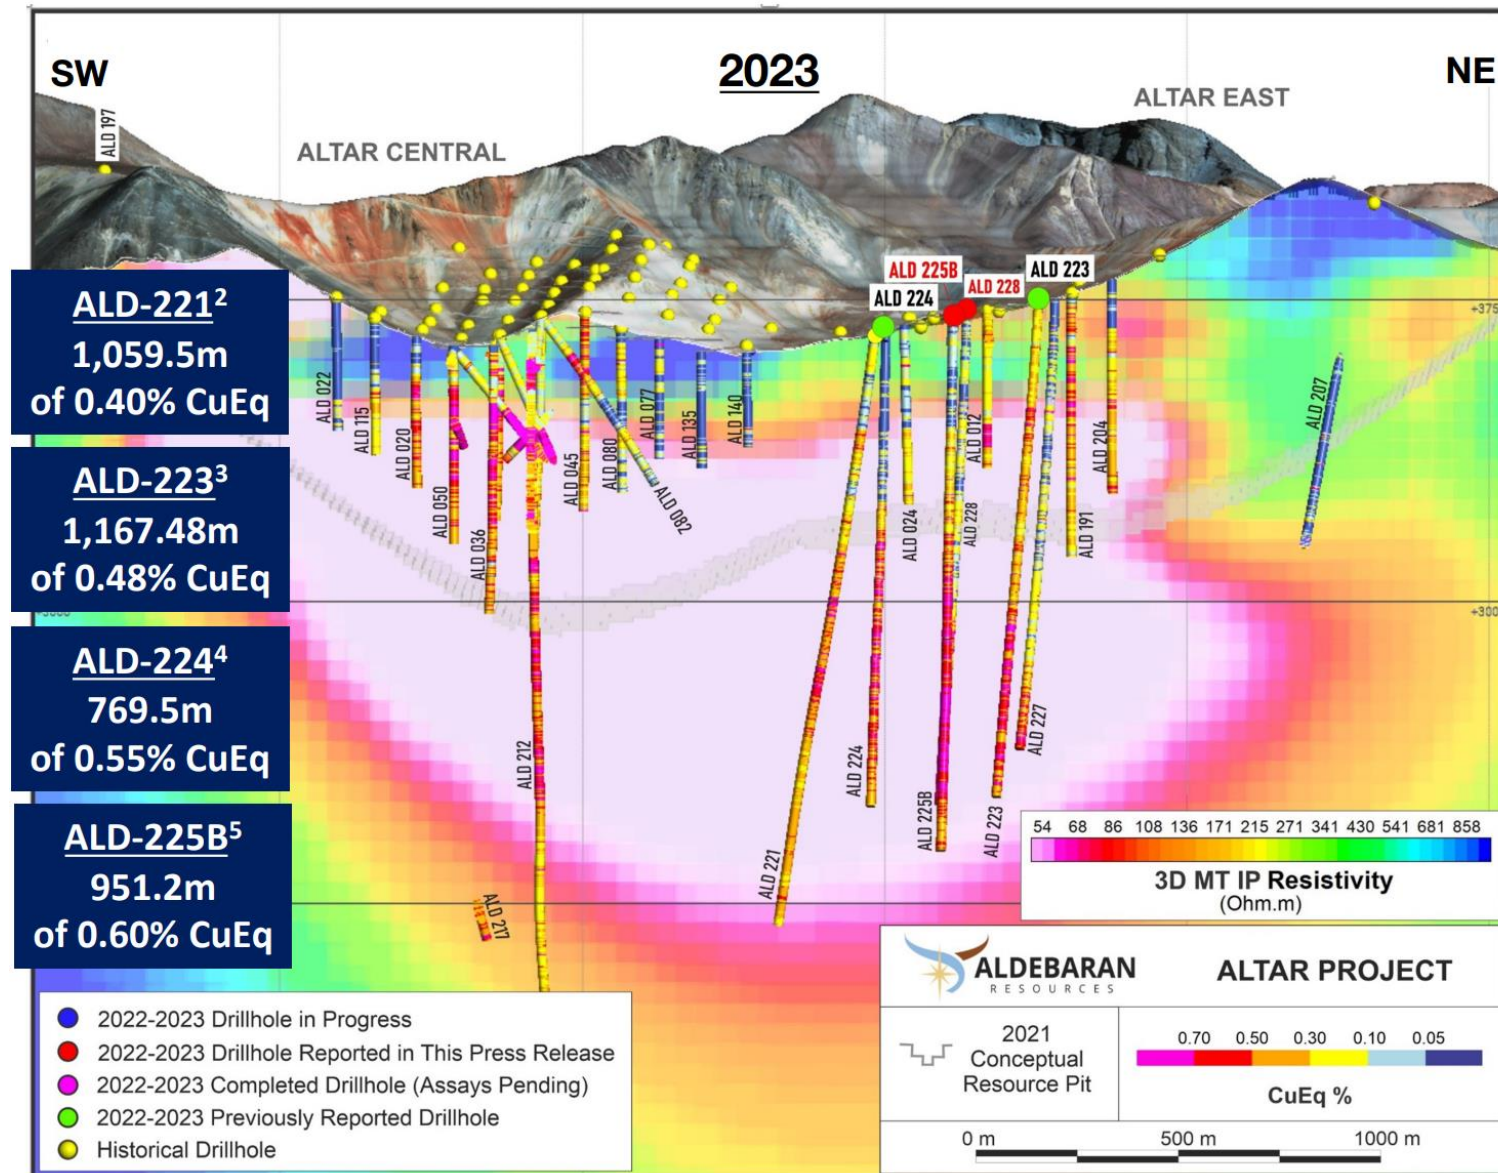 SW
2023
NE
ALTAR EAST
ALTAR CENTRAL
ALD 197
ALD 225B
ALD 223
ALD 228
ALD 224
ALD-221²
1,059.5m
of 0.40% CuEq
ALD-223³
1,167.48m
of 0.48% CuEq
ALD-224⁴
769.5m
of 0.55% CuEq
ALD-225B⁵
951.2m
of 0.60% CuEq
ALD 022
ALD 115
ALD 020
ALD 050
ALD 036
ALD 212
ALD 217
ALD 045
ALD 080
ALD 082
ALD 077
ALD 135
ALD 140
ALD 221
ALD 224
ALD 024
ALD 225B
ALD 228
ALD 012
ALD 223
ALD 227
ALD 191
ALD 204
ALD 207
54 68 86 108 136 171 215 271 341 430 541 681 858
3D MT IP Resistivity
(Ohm.m)
2022-2023 Drillhole in Progress
2022-2023 Drillhole Reported in This Press Release
2022-2023 Completed Drillhole (Assays Pending)
2022-2023 Previously Reported Drillhole
Historical Drillhole
ALDEBARAN
RESOURCES
ALTAR PROJECT
2021
Conceptual
Resource Pit
0.70 0.50 0.30 0.10 0.05
CuEq %
0 m 500 m 1000 m